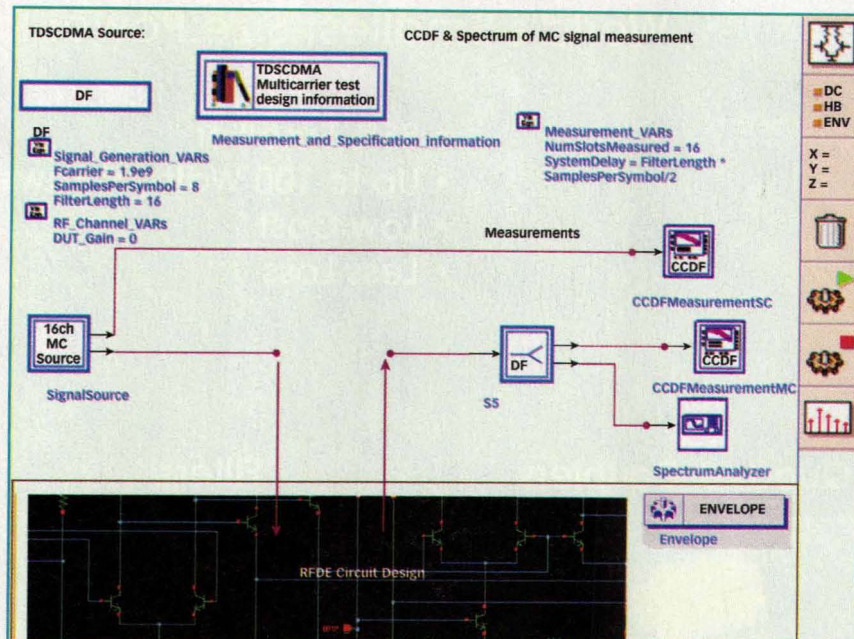 TDSCDMA Source:
CCDF & Spectrum of MC signal measurement
DF
TDSCDMA
Multicarrier test
design information
Measurement_and_Specification_information
DF
Signal_Generation_VARs
Fcarrier = 1.9e9
SamplesPerSymbol = 8
FilterLength = 16
RF_Channel_VARs
DUT_Gain = 0
Measurement_VARs
NumSlotsMeasured = 16
SystemDelay = FilterLength *
SamplesPerSymbol/2
DC
HB
ENV
X =
Y =
Z =
Measurements
CCDF
CCDFMeasurementSC
16ch
MC
Source
SignalSource
DF
S5
CCDF
CCDFMeasurementMC
SpectrumAnalyzer
RFDE Circuit Design
ENVELOPE
Envelope